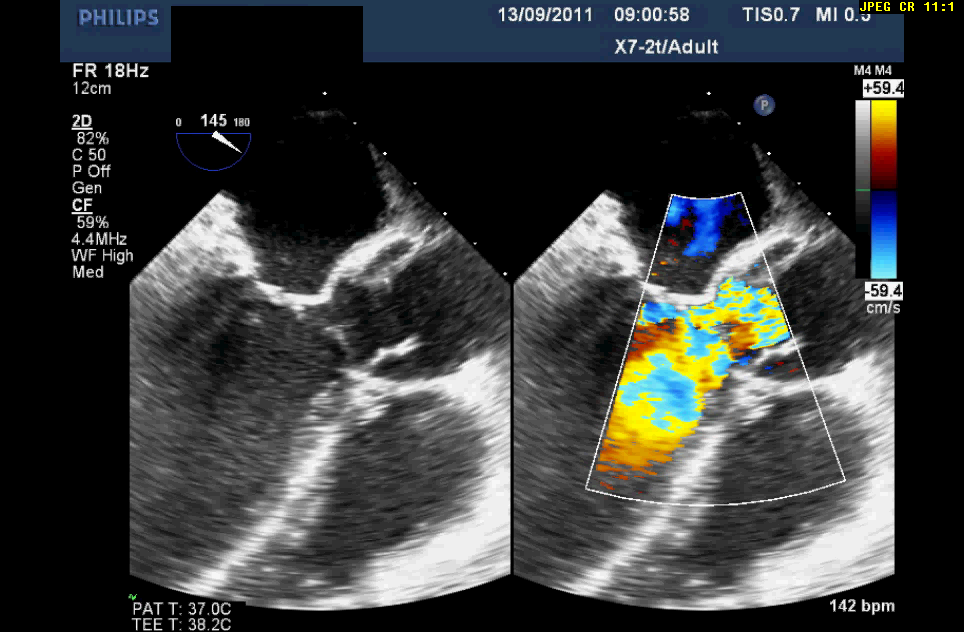 JPEG CR 11:1
PHILIPS
13/09/2011 09:00:58 TIS0.7 MI 0.5
X7-2t/Adult
FR 18Hz
12cm
M4 M4
+59.4
P
0 145 180
2D
82%
C 50
P Off
Gen
CF
59%
4.4MHz
WF High
Med
-59.4
cm/s
PAT T: 37.0C
TEE T: 38.2C
142 bpm